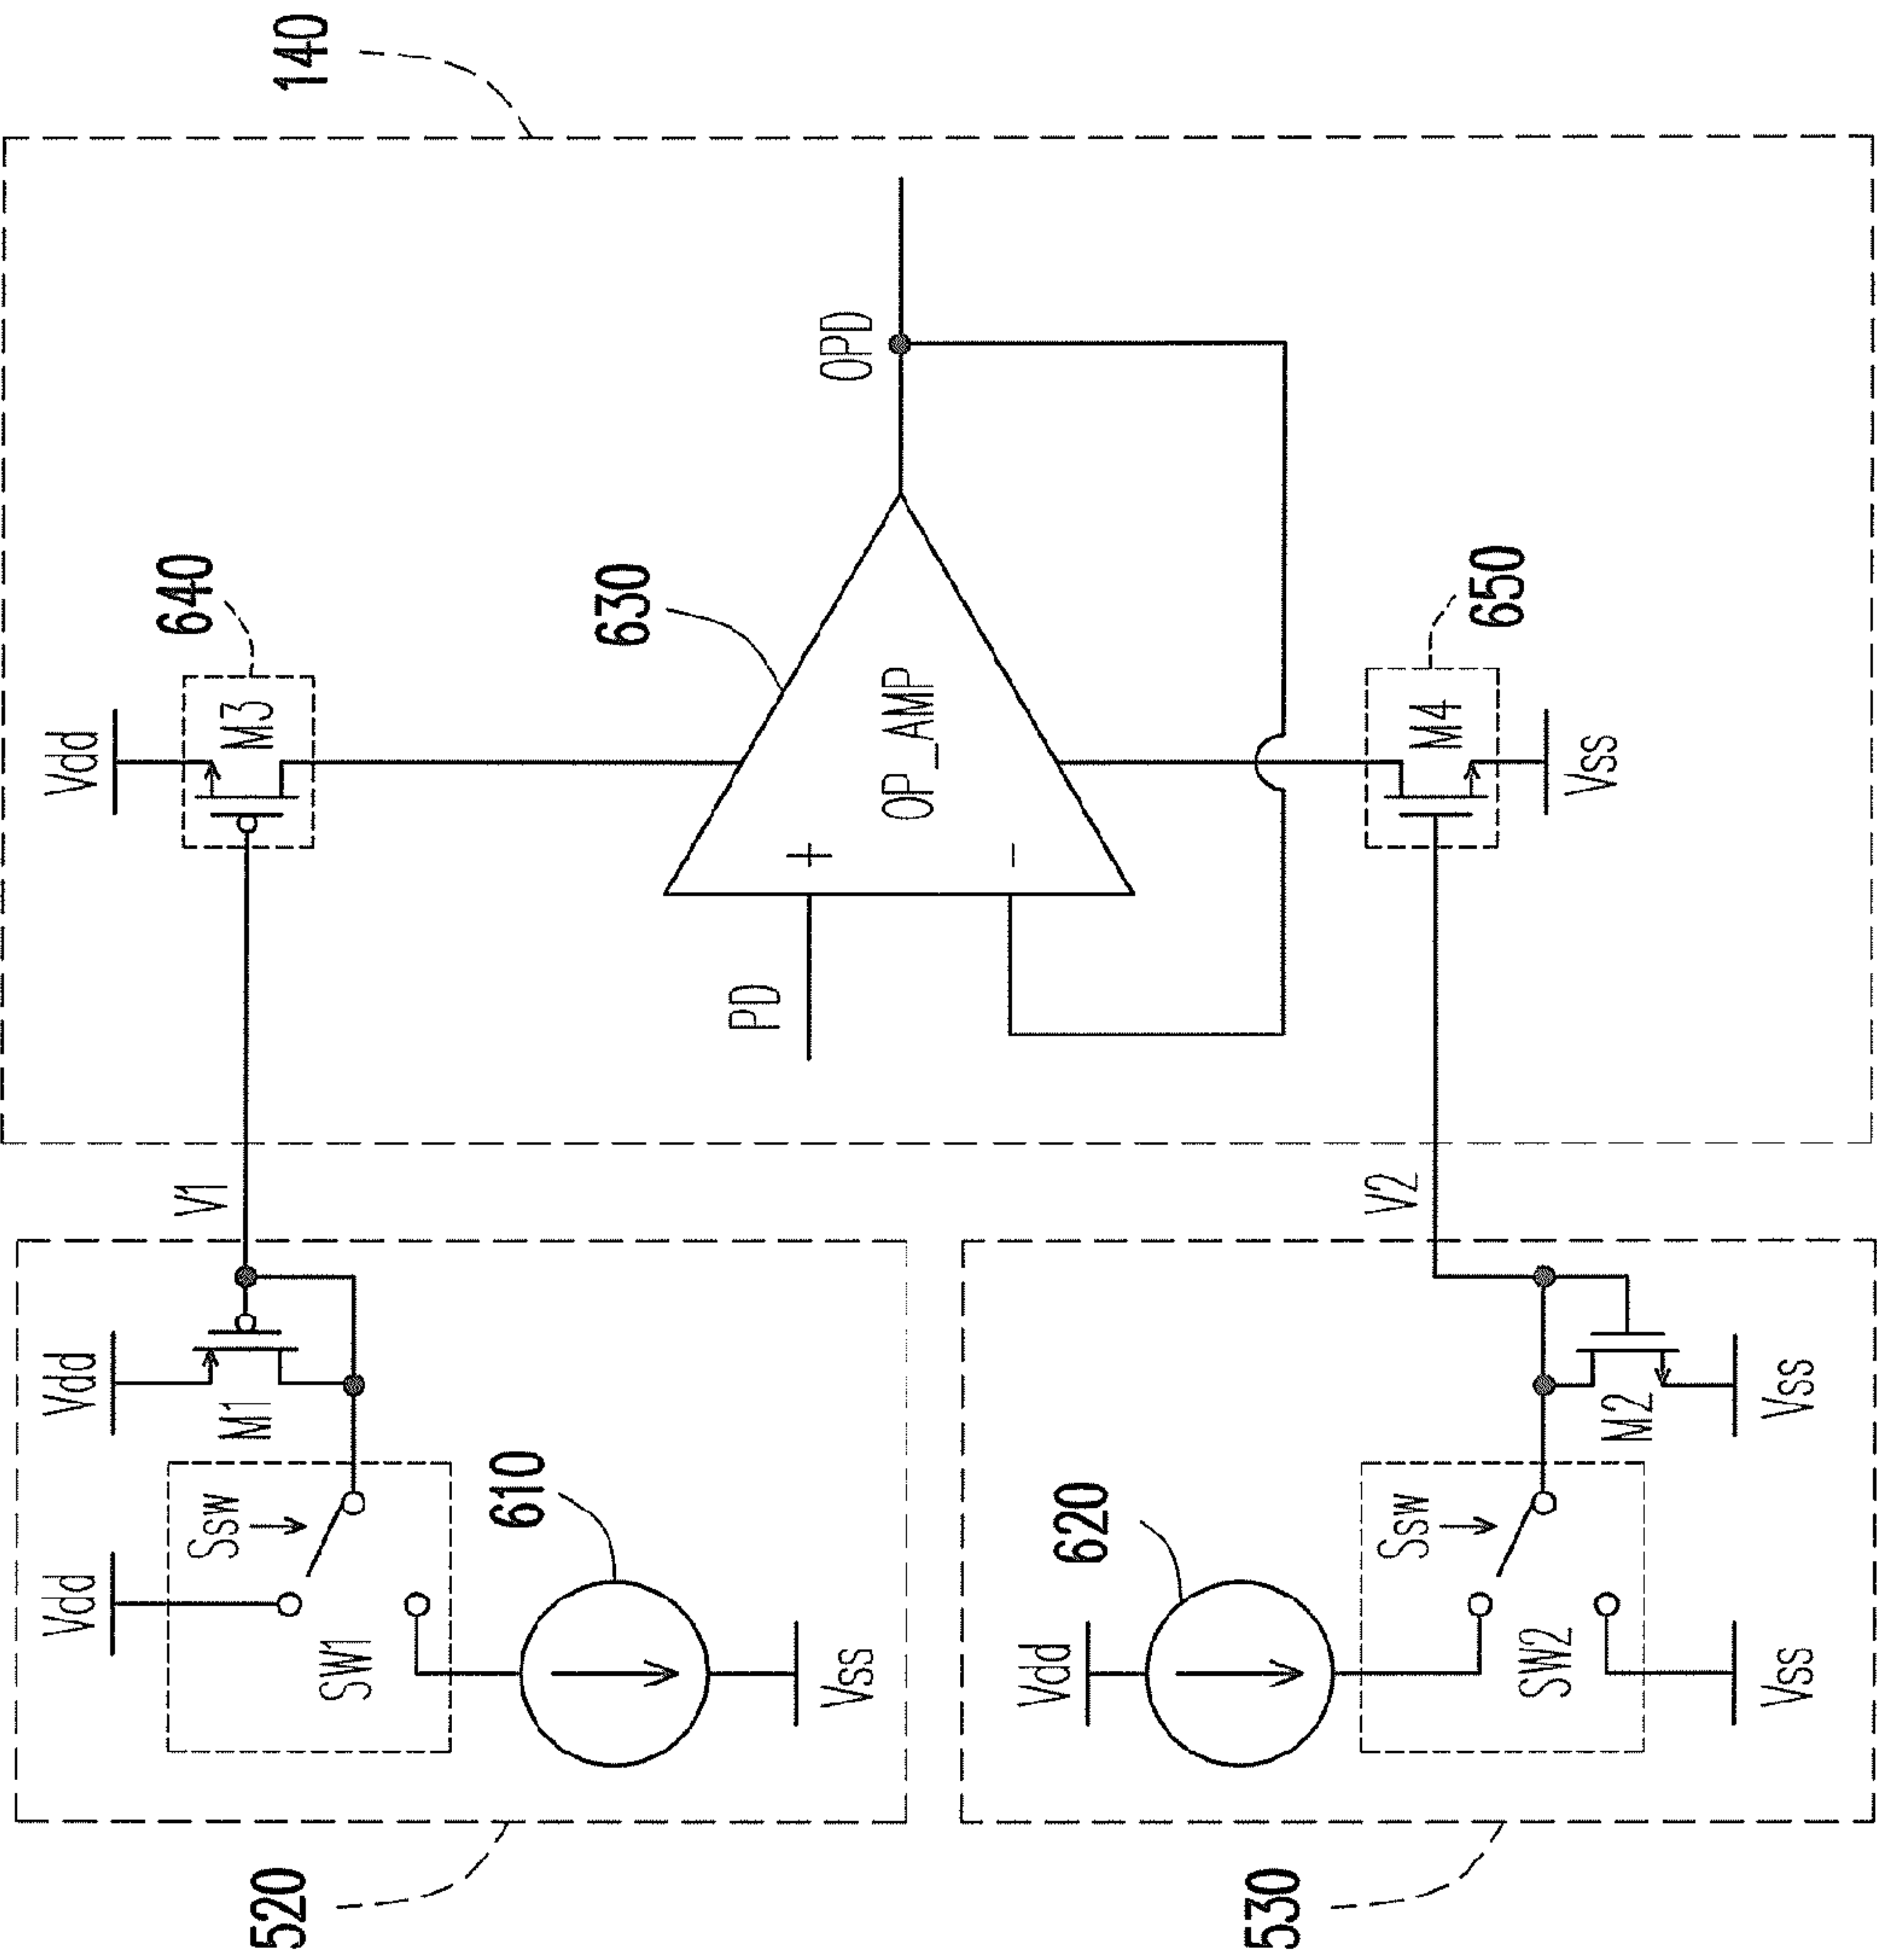 140
640
Vdd
M3
630
OP_AMP
+
-
PD
OPD
650
M4
Vss
V1
V2
Vdd
M1
Vdd
Ssw
SW1
610
Vss
520
620
Vdd
Ssw
SW2
M2
Vss
Vss
530